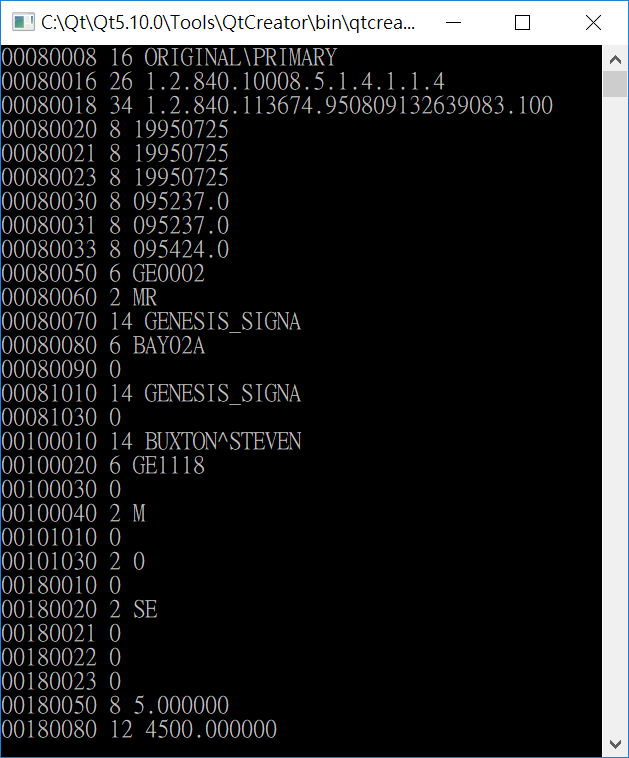 C:\Qt\Qt5.10.0\Tools\QtCreator\bin\qtcrea...
00080008 16 ORIGINAL\PRIMARY
00080016 26 1.2.840.10008.5.1.4.1.1.4
00080018 34 1.2.840.113674.950809132639083.100
00080020 8 19950725
00080021 8 19950725
00080023 8 19950725
00080030 8 095237.0
00080031 8 095237.0
00080033 8 095424.0
00080050 6 GE0002
00080060 2 MR
00080070 14 GENESIS_SIGNA
00080080 6 BAY02A
00080090 0
00081010 14 GENESIS_SIGNA
00081030 0
00100010 14 BUXTON^STEVEN
00100020 6 GE1118
00100030 0
00100040 2 M
00101010 0
00101030 2 0
00180010 0
00180020 2 SE
00180021 0
00180022 0
00180023 0
00180050 8 5.000000
00180080 12 4500.000000